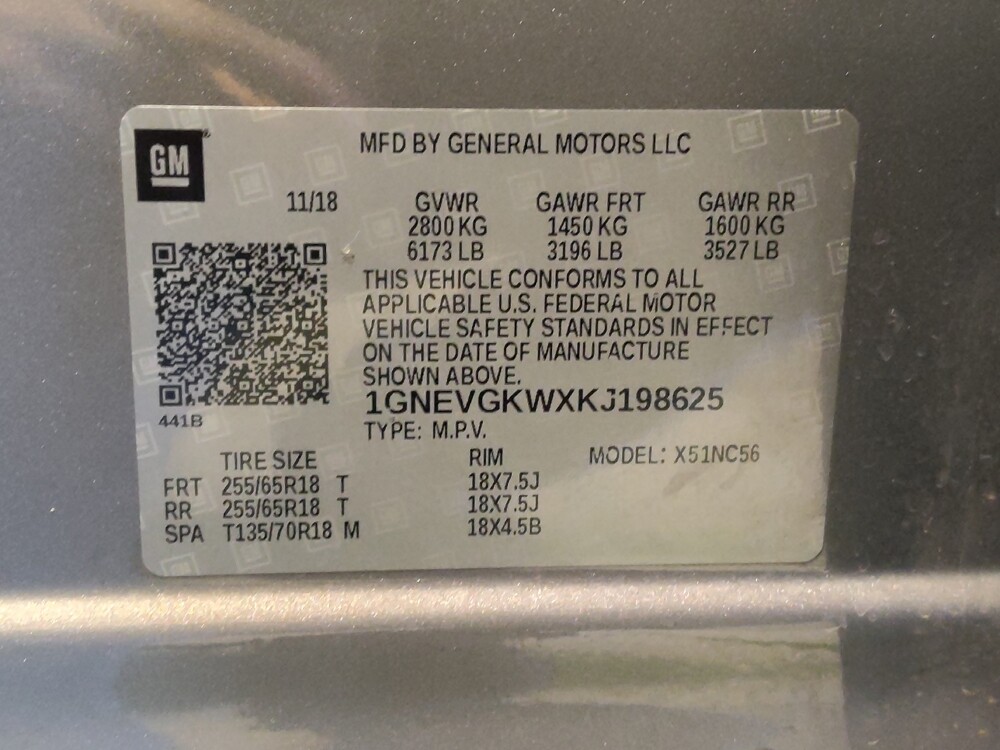 GM
MFD BY GENERAL MOTORS LLC
11/18 GVWR GAWR FRT GAWR RR
2800 KG 1450 KG 1600 KG
6173 LB 3196 LB 3527 LB
THIS VEHICLE CONFORMS TO ALL
APPLICABLE U.S. FEDERAL MOTOR
VEHICLE SAFETY STANDARDS IN EFFECT
ON THE DATE OF MANUFACTURE
SHOWN ABOVE.
1GNEVGKWXKJ198625
441B
TYPE: M.P.V.
TIRE SIZE RIM MODEL: X51NC56
FRT 255/65R18 T 18X7.5J
RR 255/65R18 T 18X7.5J
SPA T135/70R18 M 18X4.5B